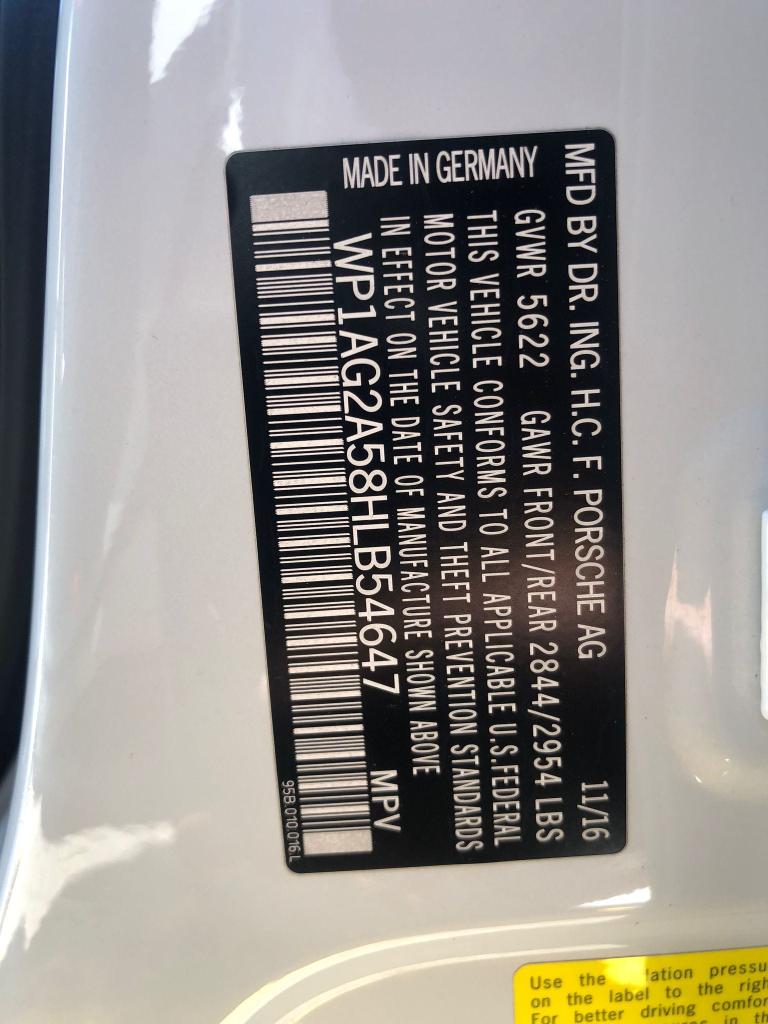 MFD BY DR. ING. H.C. F. PORSCHE AG 11/16
GVWR 5622 GAWR FRONT/REAR 2844/2954 LBS
THIS VEHICLE CONFORMS TO ALL APPLICABLE U.S.FEDERAL
MOTOR VEHICLE SAFETY AND THEFT PREVENTION STANDARDS
IN EFFECT ON THE DATE OF MANUFACTURE SHOWN ABOVE
MADE IN GERMANY WP1AG2A58HLB54647 MPV
95B.010.016.L
Use the pressu
on the label to the righ
For better driving comfor
in th